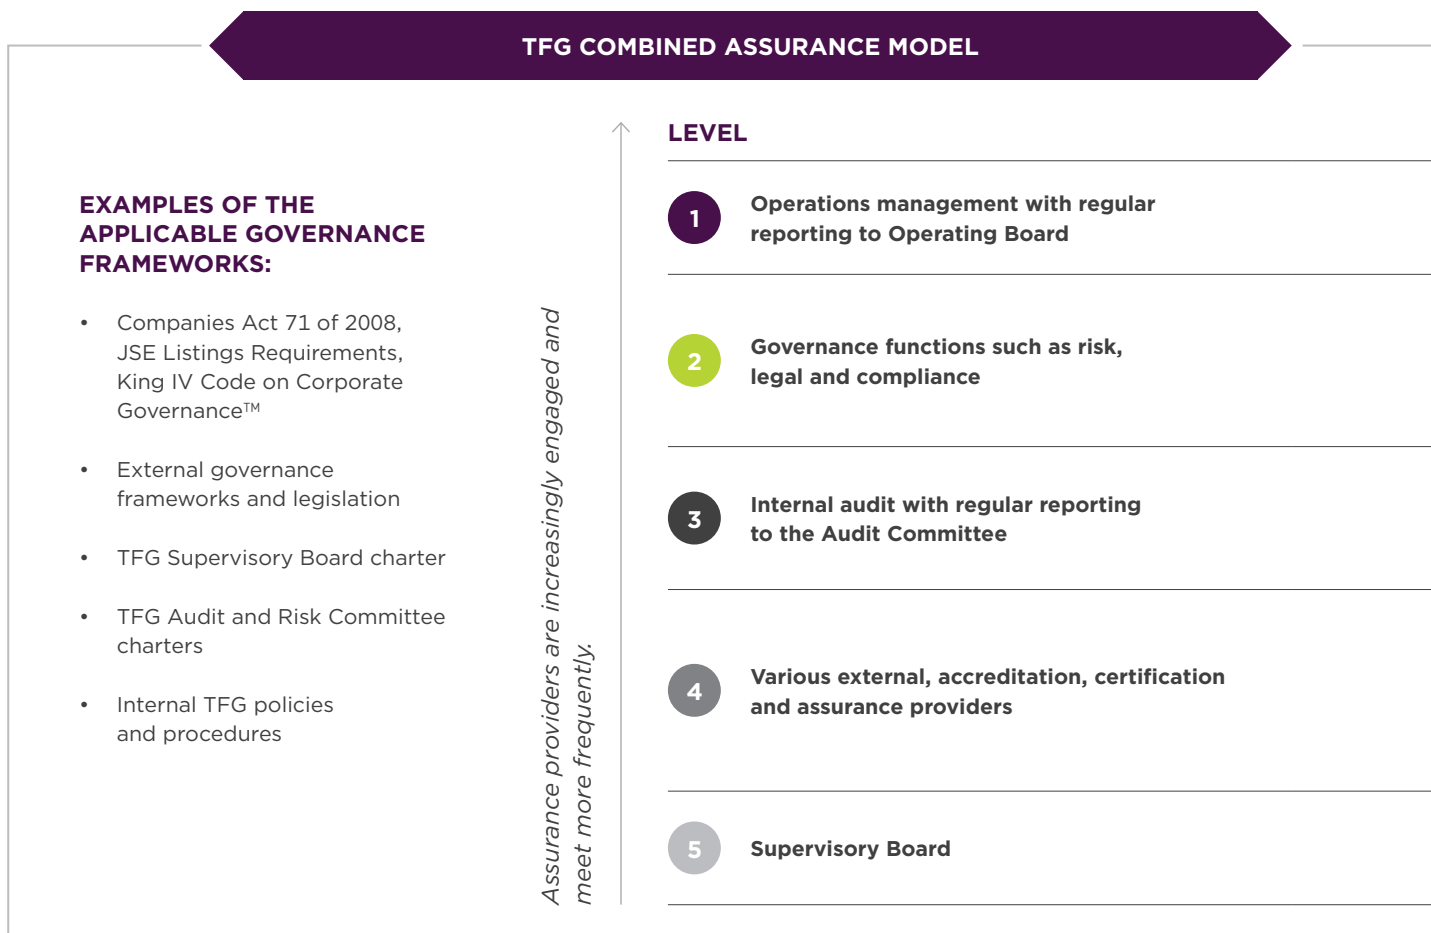 TFG COMBINED ASSURANCE MODEL
EXAMPLES OF THE
APPLICABLE GOVERNANCE
FRAMEWORKS:
• Companies Act 71 of 2008,
JSE Listings Requirements,
King IV Code on Corporate
Governance™
• External governance
frameworks and legislation
• TFG Supervisory Board charter
• TFG Audit and Risk Committee
charters
• Internal TFG policies
and procedures
Assurance providers are increasingly engaged and
meet more frequently.
LEVEL
1
Operations management with regular
reporting to Operating Board
2
Governance functions such as risk,
legal and compliance
3
Internal audit with regular reporting
to the Audit Committee
4
Various external, accreditation, certification
and assurance providers
5
Supervisory Board